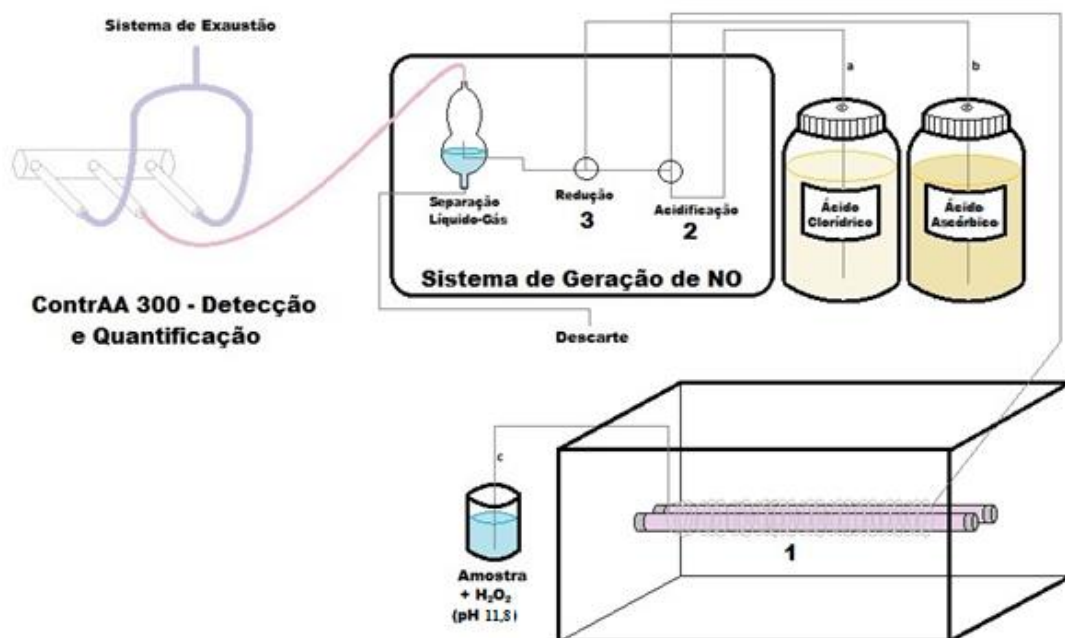 Sistema de Exaustão
a
b
Separação
Líquido-Gás
Redução
3
Acidificação
2
Ácido
Clorídrico
Ácido
Ascórbico
Sistema de Geração de NO
ContrAA 300 - Detecção
e Quantificação
Descarte
c
1
Amostra
+ H₂O₂
(pH 11,8)